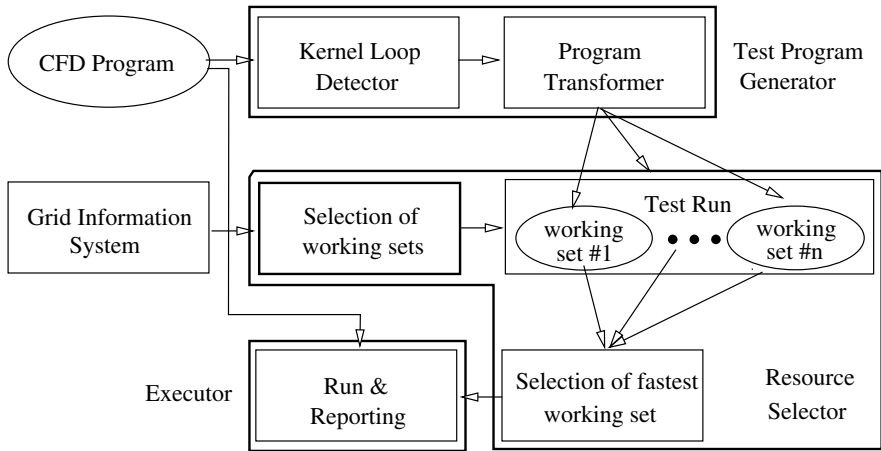 CFD Program
Kernel Loop
Detector
Program
Transformer
Test Program
Generator
Grid Information
System
Selection of
working sets
Test Run
working
set #1
working
set #n
Executor
Run &
Reporting
Selection of fastest
working set
Resource
Selector